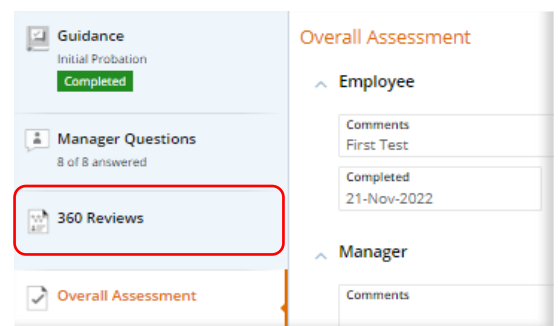 Guidance
Initial Probation
Completed
Manager Questions
8 of 8 answered
360 Reviews
Overall Assessment
Overall Assessment
Employee
Comments
First Test
Completed
21-Nov-2022
Manager
Comments